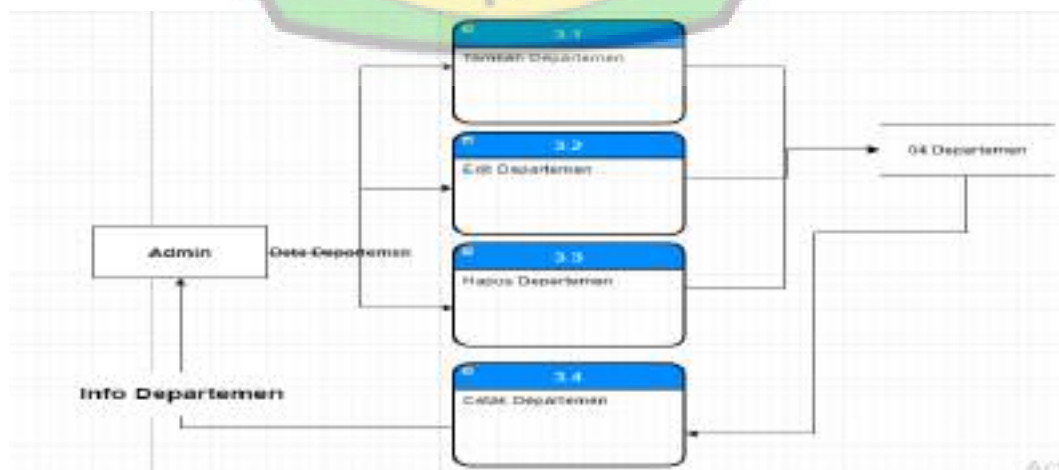 3.1
Tambah Departemen
3.2
Edit Departemen
04 Departemen
Admin
Data Departemen
3.3
Hapus Departemen
Info Departemen
3.4
Cetak Departemen